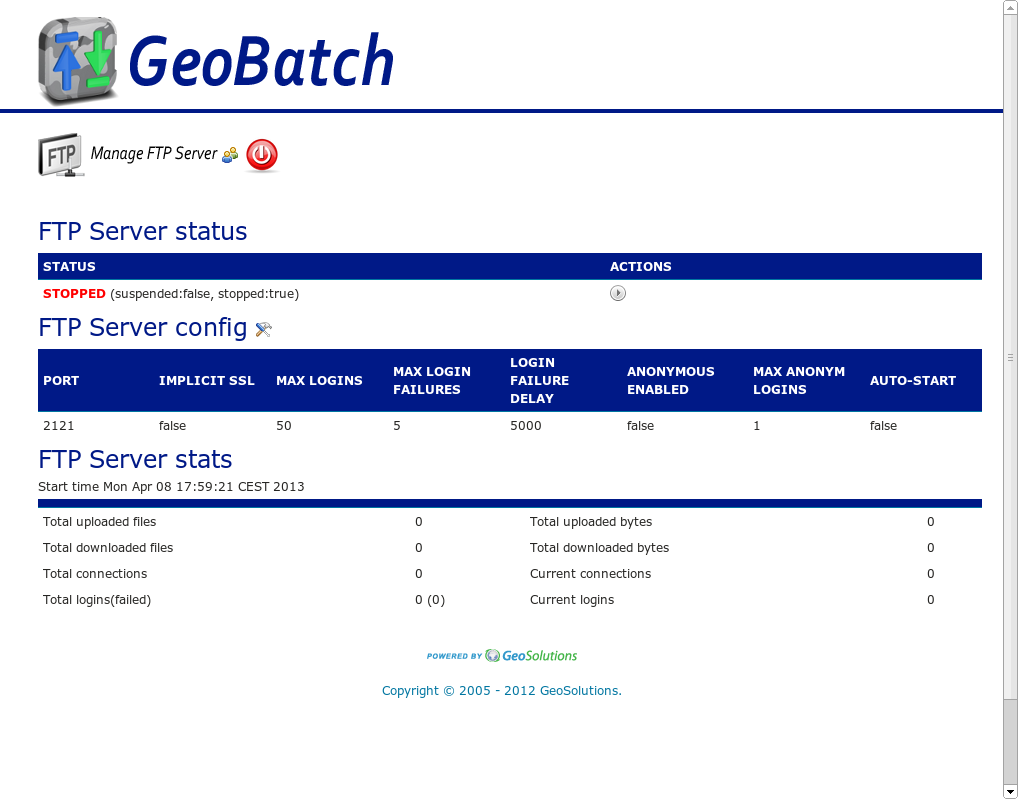 GeoBatch
FTP Manage FTP Server
FTP Server status
STATUS ACTIONS
STOPPED (suspended:false, stopped:true)
FTP Server config
PORT IMPLICIT SSL MAX LOGINS MAX LOGIN FAILURES LOGIN FAILURE DELAY ANONYMOUS ENABLED MAX ANONYM LOGINS AUTO-START
2121 false 50 5 5000 false 1 false
FTP Server stats
Start time Mon Apr 08 17:59:21 CEST 2013
Total uploaded files 0 Total uploaded bytes 0
Total downloaded files 0 Total downloaded bytes 0
Total connections 0 Current connections 0
Total logins(failed) 0 (0) Current logins 0
POWERED BY GeoSolutions
Copyright © 2005 - 2012 GeoSolutions.